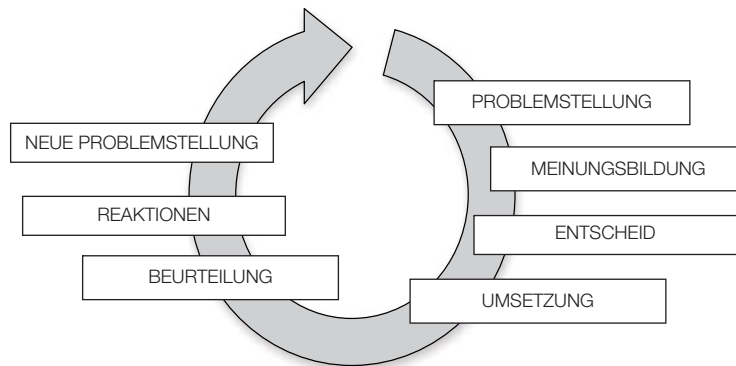 PROBLEMSTELLUNG
MEINUNGSBILDUNG
ENTSCHEID
UMSETZUNG
BEURTEILUNG
REAKTIONEN
NEUE PROBLEMSTELLUNG